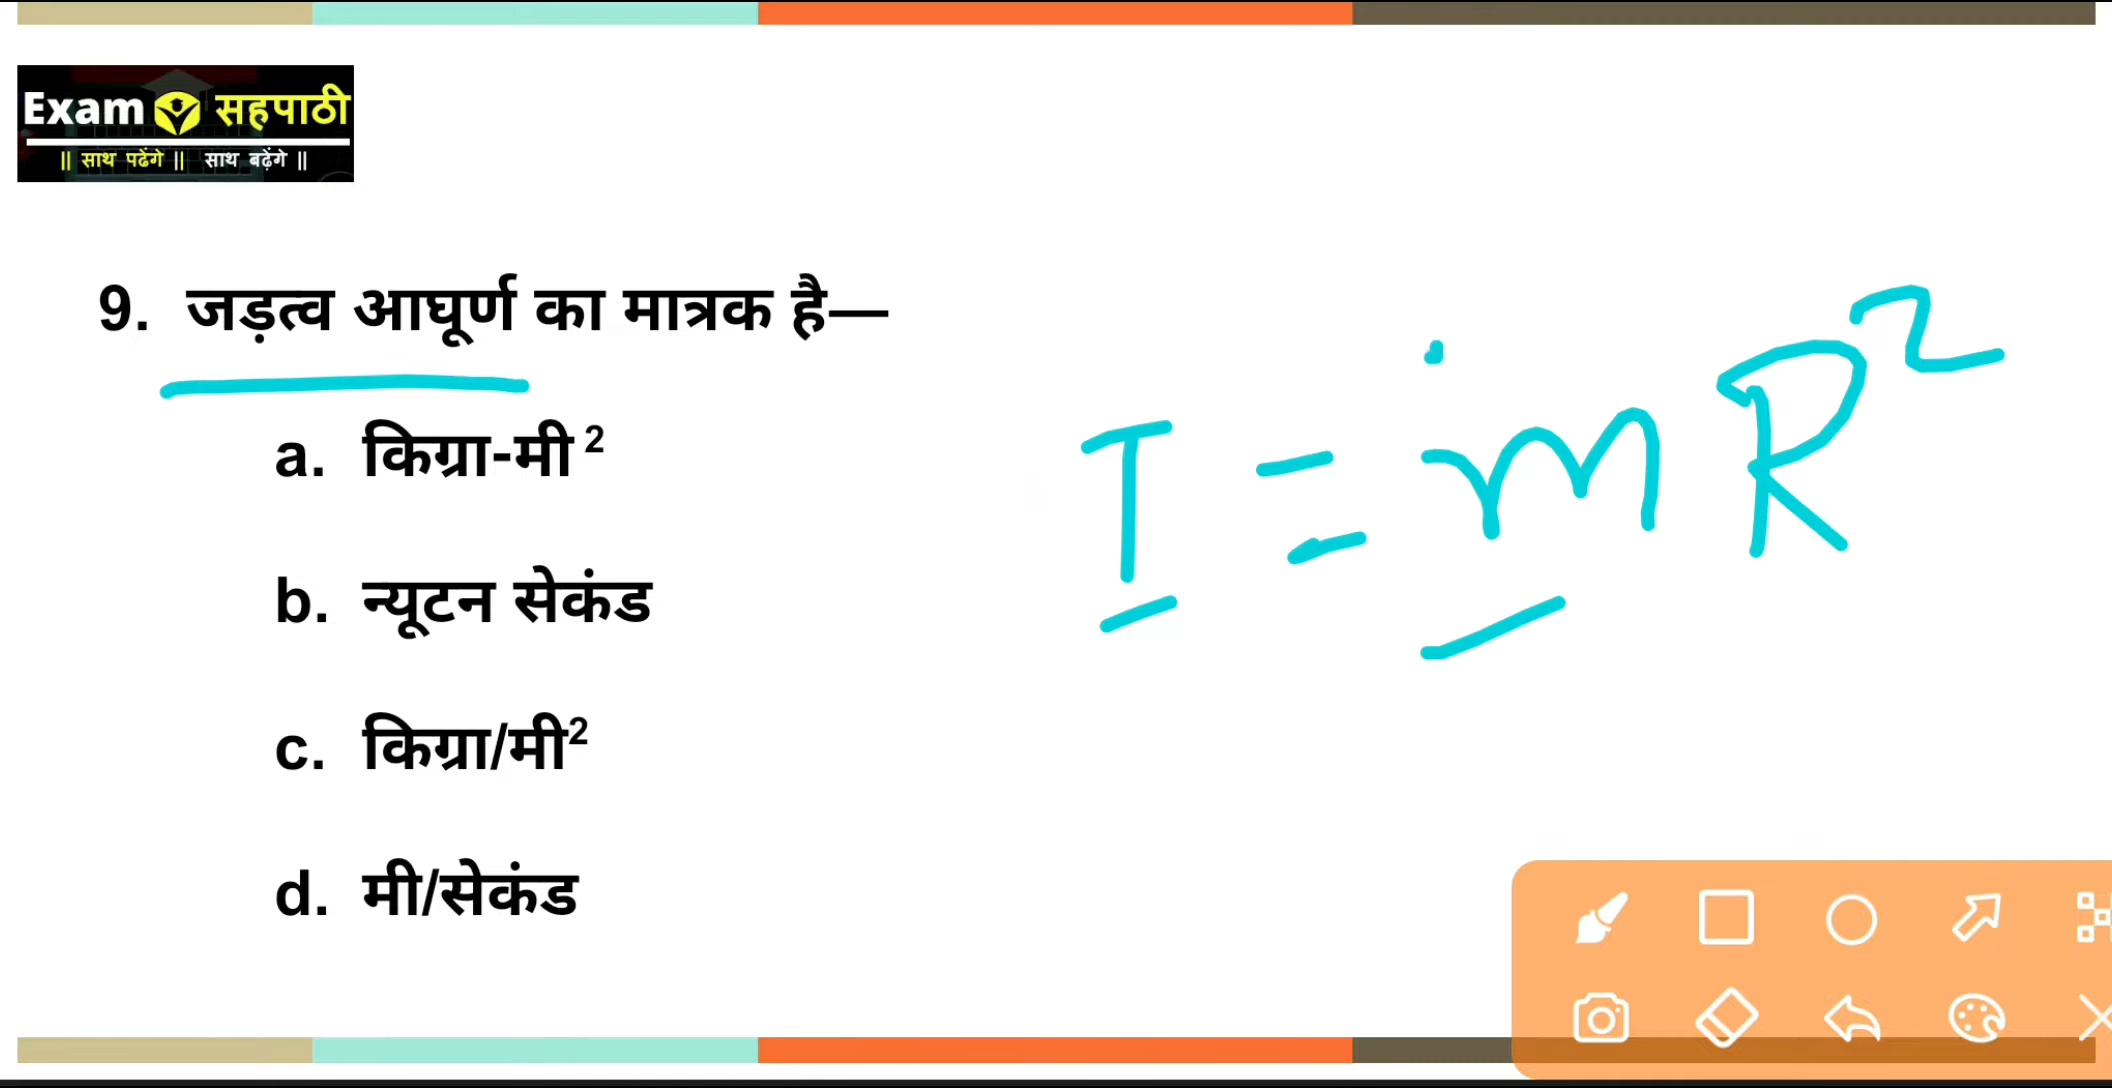 Exam सहपाठी
|| साथ पढेंगे || साथ बढ़ेंगे ||
9. जड़त्व आघूर्ण का मात्रक है—
a. किग्रा-मी ²
b. न्यूटन सेकंड
c. किग्रा/मी²
d. मी/सेकंड
I = mR²